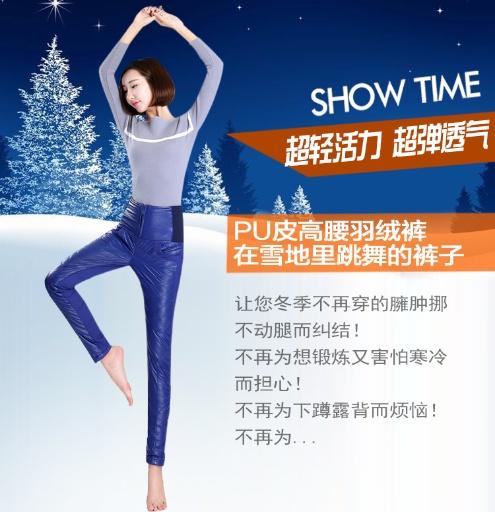 SHOW TIME
超轻活力 超弹透气
PU皮高腰羽绒裤
在雪地里跳舞的裤子
让您冬季不再穿的臃肿挪
不动腿而纠结！
不再为想锻炼又害怕寒冷
而担心！
不再为下蹲露背而烦恼！
不再为...